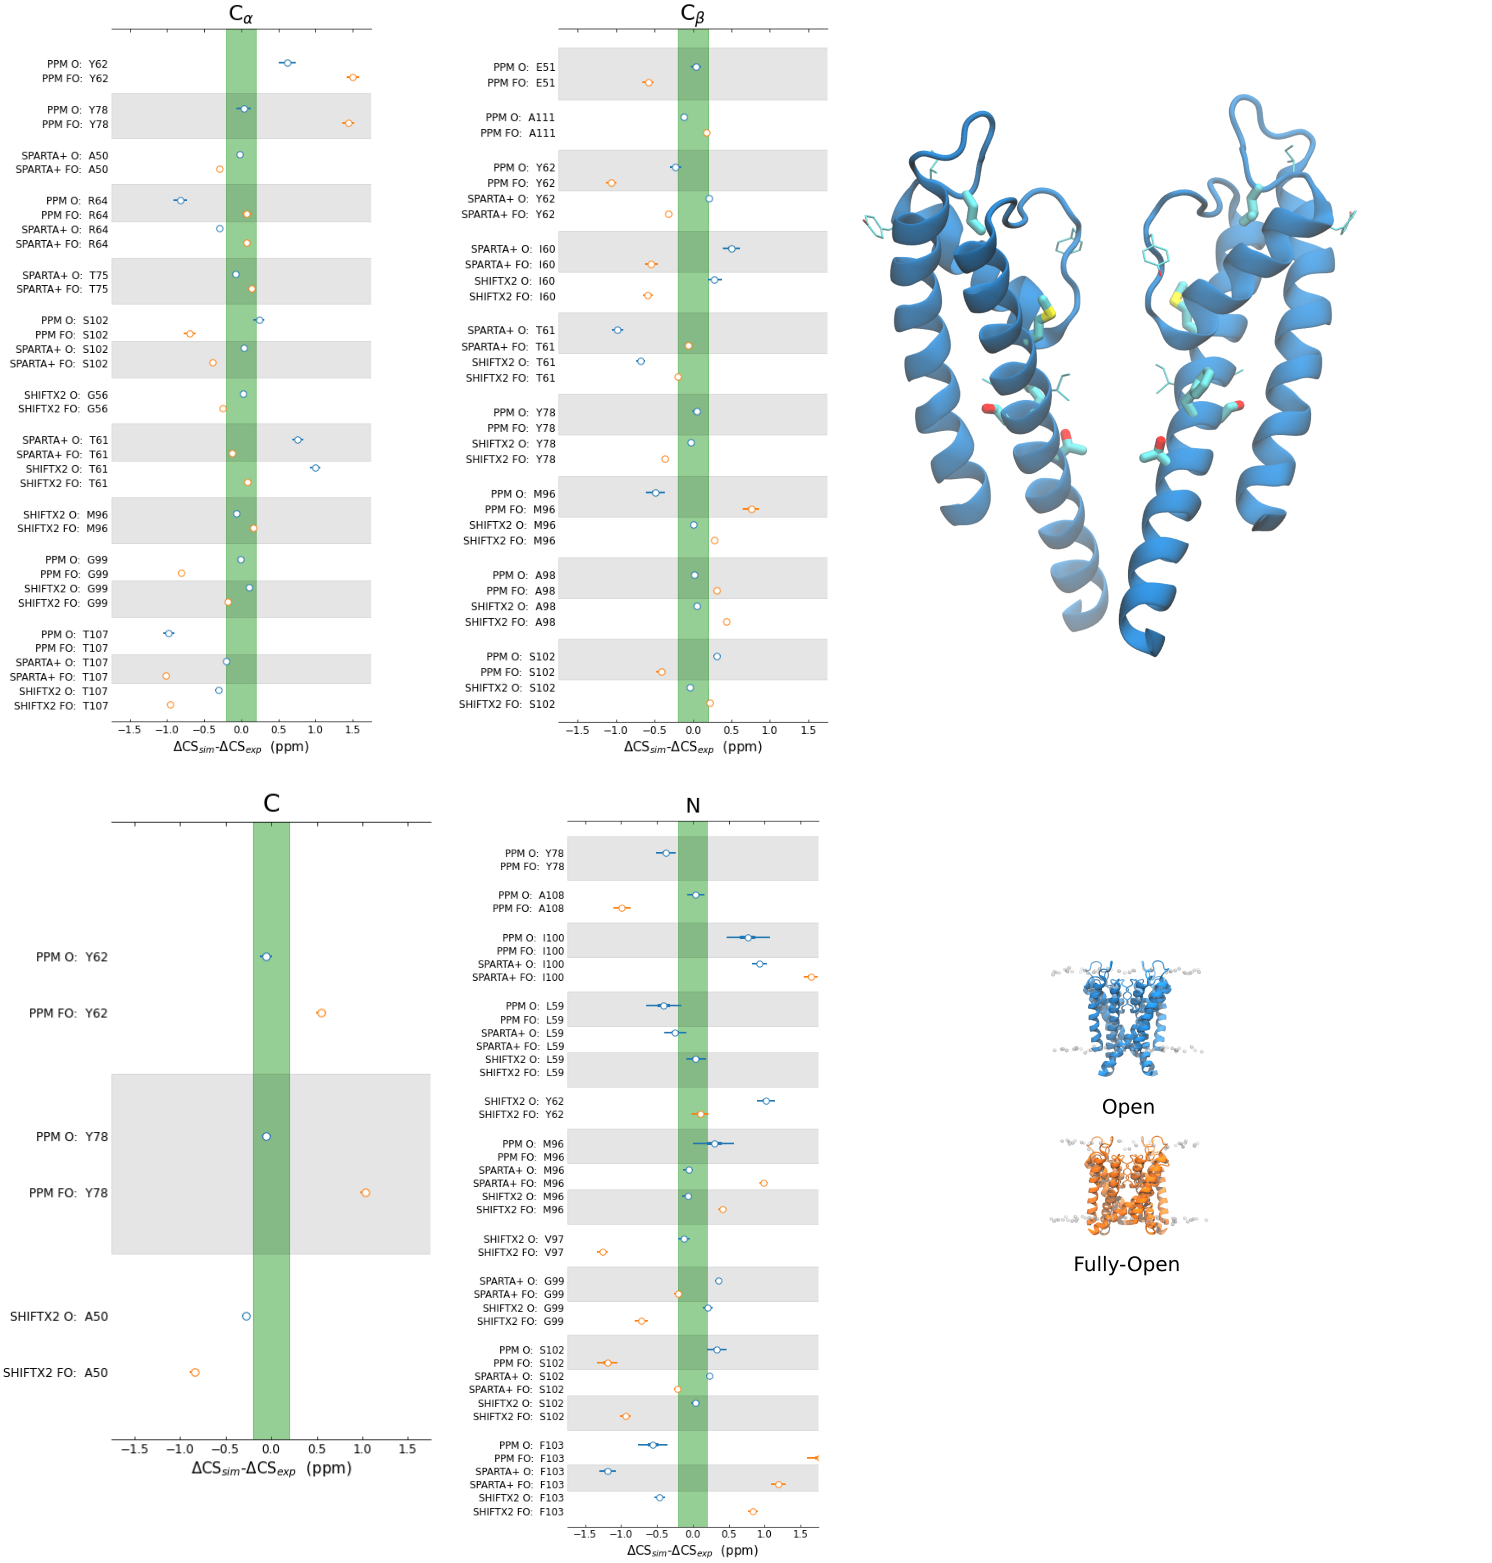 Cα
PPM O: Y62
PPM FO: Y62
PPM O: Y78
PPM FO: Y78
SPARTA+ O: A50
SPARTA+ FO: A50
PPM O: R64
PPM FO: R64
SPARTA+ O: R64
SPARTA+ FO: R64
SPARTA+ O: T75
SPARTA+ FO: T75
PPM O: S102
PPM FO: S102
SPARTA+ O: S102
SPARTA+ FO: S102
SHIFTX2 O: G56
SHIFTX2 FO: G56
SPARTA+ O: T61
SPARTA+ FO: T61
SHIFTX2 O: T61
SHIFTX2 FO: T61
SHIFTX2 O: M96
SHIFTX2 FO: M96
PPM O: G99
PPM FO: G99
SHIFTX2 O: G99
SHIFTX2 FO: G99
PPM O: T107
PPM FO: T107
SPARTA+ O: T107
SPARTA+ FO: T107
SHIFTX2 O: T107
SHIFTX2 FO: T107
−1.5 −1.0 −0.5 0.0 0.5 1.0 1.5
ΔCSsim-ΔCSexp (ppm)
Cβ
PPM O: E51
PPM FO: E51
PPM O: A111
PPM FO: A111
PPM O: Y62
PPM FO: Y62
SPARTA+ O: Y62
SPARTA+ FO: Y62
SPARTA+ O: I60
SPARTA+ FO: I60
SHIFTX2 O: I60
SHIFTX2 FO: I60
SPARTA+ O: T61
SPARTA+ FO: T61
SHIFTX2 O: T61
SHIFTX2 FO: T61
PPM O: Y78
PPM FO: Y78
SHIFTX2 O: Y78
SHIFTX2 FO: Y78
PPM O: M96
PPM FO: M96
SHIFTX2 O: M96
SHIFTX2 FO: M96
PPM O: A98
PPM FO: A98
SHIFTX2 O: A98
SHIFTX2 FO: A98
PPM O: S102
PPM FO: S102
SHIFTX2 O: S102
SHIFTX2 FO: S102
−1.5 −1.0 −0.5 0.0 0.5 1.0 1.5
ΔCSsim-ΔCSexp (ppm)
C
PPM O: Y62
PPM FO: Y62
PPM O: Y78
PPM FO: Y78
SHIFTX2 O: A50
SHIFTX2 FO: A50
−1.5 −1.0 −0.5 0.0 0.5 1.0 1.5
ΔCSsim-ΔCSexp (ppm)
N
PPM O: Y78
PPM FO: Y78
PPM O: A108
PPM FO: A108
PPM O: I100
PPM FO: I100
SPARTA+ O: I100
SPARTA+ FO: I100
PPM O: L59
PPM FO: L59
SPARTA+ O: L59
SPARTA+ FO: L59
SHIFTX2 O: L59
SHIFTX2 FO: L59
SHIFTX2 O: Y62
SHIFTX2 FO: Y62
PPM O: M96
PPM FO: M96
SPARTA+ O: M96
SPARTA+ FO: M96
SHIFTX2 O: M96
SHIFTX2 FO: M96
SHIFTX2 O: V97
SHIFTX2 FO: V97
SPARTA+ O: G99
SPARTA+ FO: G99
SHIFTX2 O: G99
SHIFTX2 FO: G99
PPM O: S102
PPM FO: S102
SPARTA+ O: S102
SPARTA+ FO: S102
SHIFTX2 O: S102
SHIFTX2 FO: S102
PPM O: F103
PPM FO: F103
SPARTA+ O: F103
SPARTA+ FO: F103
SHIFTX2 O: F103
SHIFTX2 FO: F103
−1.5 −1.0 −0.5 0.0 0.5 1.0 1.5
ΔCSsim-ΔCSexp (ppm)
Open
Fully-Open